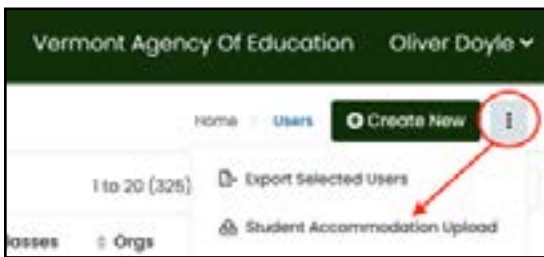 Vermont Agency Of Education Oliver Doyle
Home Users Create New
1 to 20 (325) Export Selected Users
Student Accommodation Upload
lasses Orgs